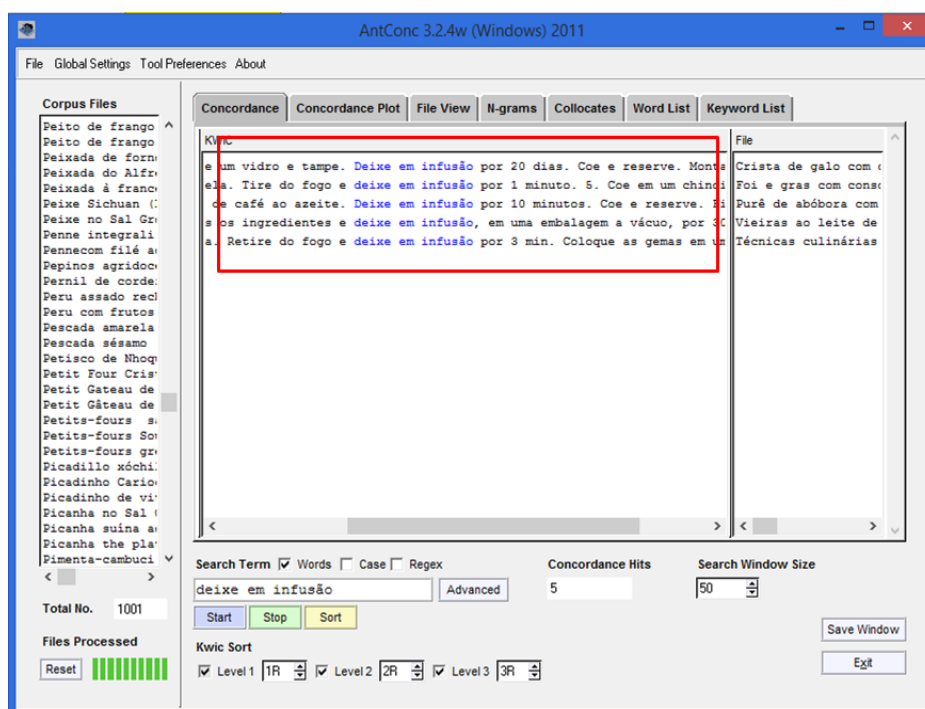 AntConc 3.2.4w (Windows) 2011
File Global Settings Tool Preferences About
Corpus Files
Peito de frango
Peito de frango
Peixada de forn
Peixada do Alfr
Peixada à franc
Peixe Sichuan (
Peixe no Sal Gr
Penne integrali
Pennecom filé a
Pepinos agridoc
Pernil de corde
Peru assado rec
Peru com frutos
Pescada amarela
Pescada sésamo
Petisco de Nhoq
Petit Four Cris
Petit Gateau de
Petit Gâteau de
Petits-fours s
Petits-fours So
Petits-fours gr
Picadillo xóchi
Picadinho Cario
Picadinho de vi
Picanha no Sal
Picanha suína a
Picanha the pla
Pimenta-cambuci
Total No. 1001
Files Processed
Reset
Concordance Concordance Plot File View N-grams Collocates Word List Keyword List
KWIC File
e um vidro e tampe. Deixe em infusão por 20 dias. Coe e reserve. Monta Crista de galo com
ela. Tire do fogo e deixe em infusão por 1 minuto. 5. Coe em um chinoi Foi e gras com cons
de café ao azeite. Deixe em infusão por 10 minutos. Coe e reserve. Purê de abóbora com
s os ingredientes e deixe em infusão, em uma embalagem a vácuo, por 30 Vieiras ao leite de
a. Retire do fogo e deixe em infusão por 3 min. Coloque as gemas em um Técnicas culinárias
Search Term Words Case Regex Concordance Hits Search Window Size
deixe em infusão Advanced 5 50
Start Stop Sort
Save Window
Kwic Sort
Level 1 1R Level 2 2R Level 3 3R
Exit